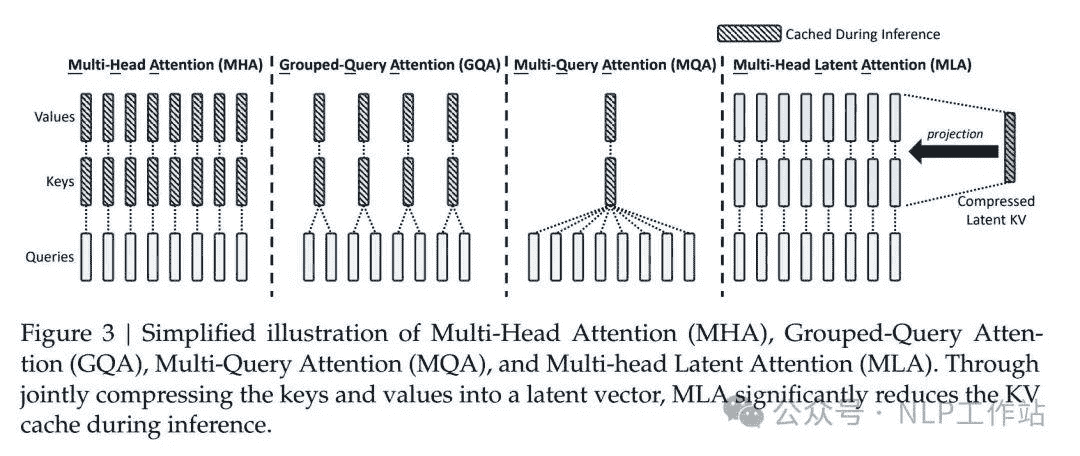 Cached During Inference
Multi-Head Attention (MHA)
Grouped-Query Attention (GQA)
Multi-Query Attention (MQA)
Multi-Head Latent Attention (MLA)
Values
Keys
Queries
projection
Compressed
Latent KV
Figure 3 | Simplified illustration of Multi-Head Attention (MHA), Grouped-Query Atten-
tion (GQA), Multi-Query Attention (MQA), and Multi-head Latent Attention (MLA). Through
jointly compressing the keys and values into a latent vector, MLA significantly reduces the KV
cache during inference.
公众号 · NLP工作站